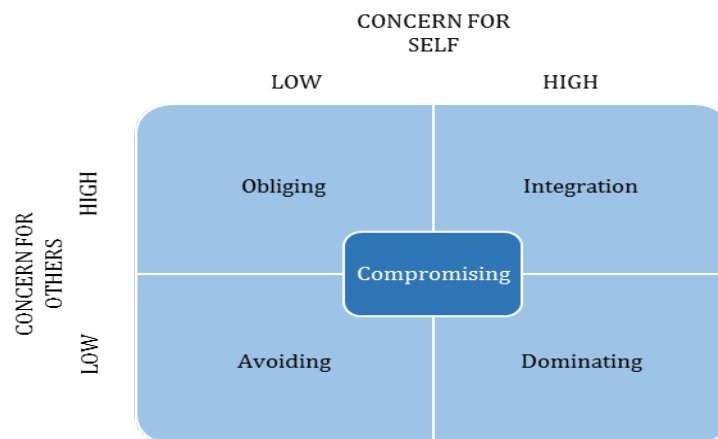 CONCERN FOR
SELF
LOW HIGH
HIGH
Obliging Integration
CONCERN FOR
OTHERS
Compromising
LOW
Avoiding Dominating